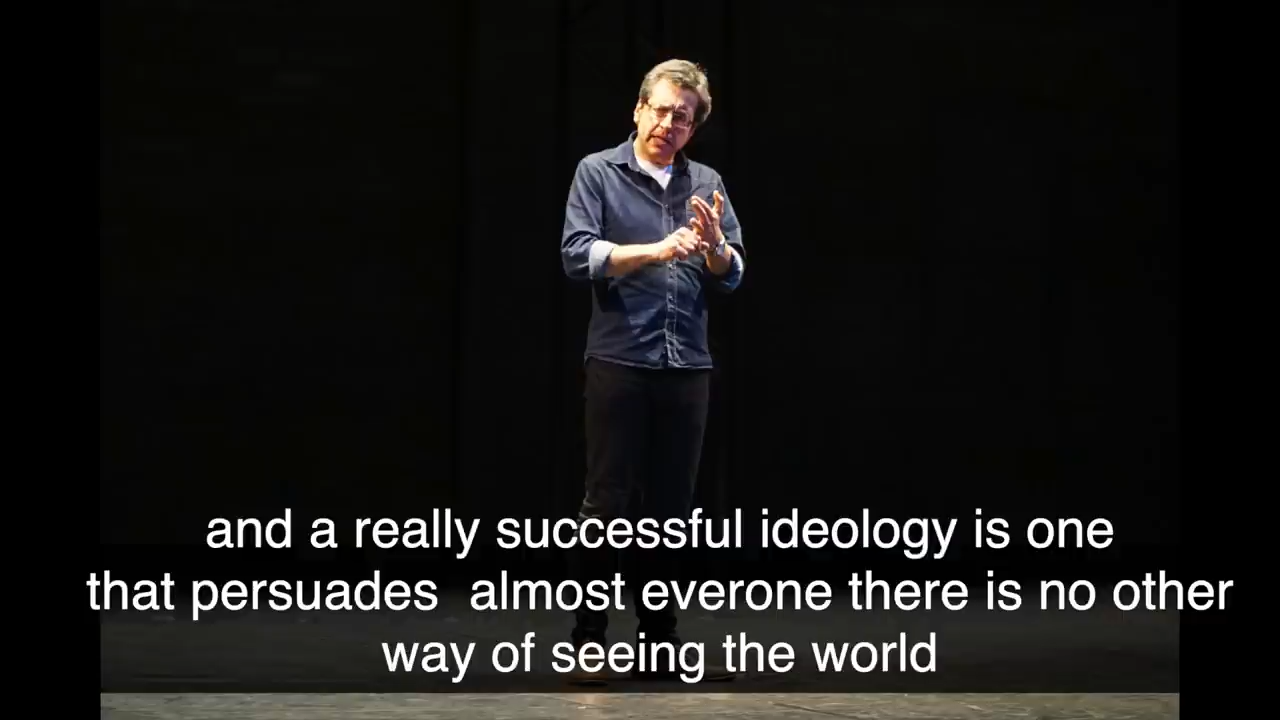 and a really successful ideology is one
that persuades  almost everone there is no other
way of seeing the world